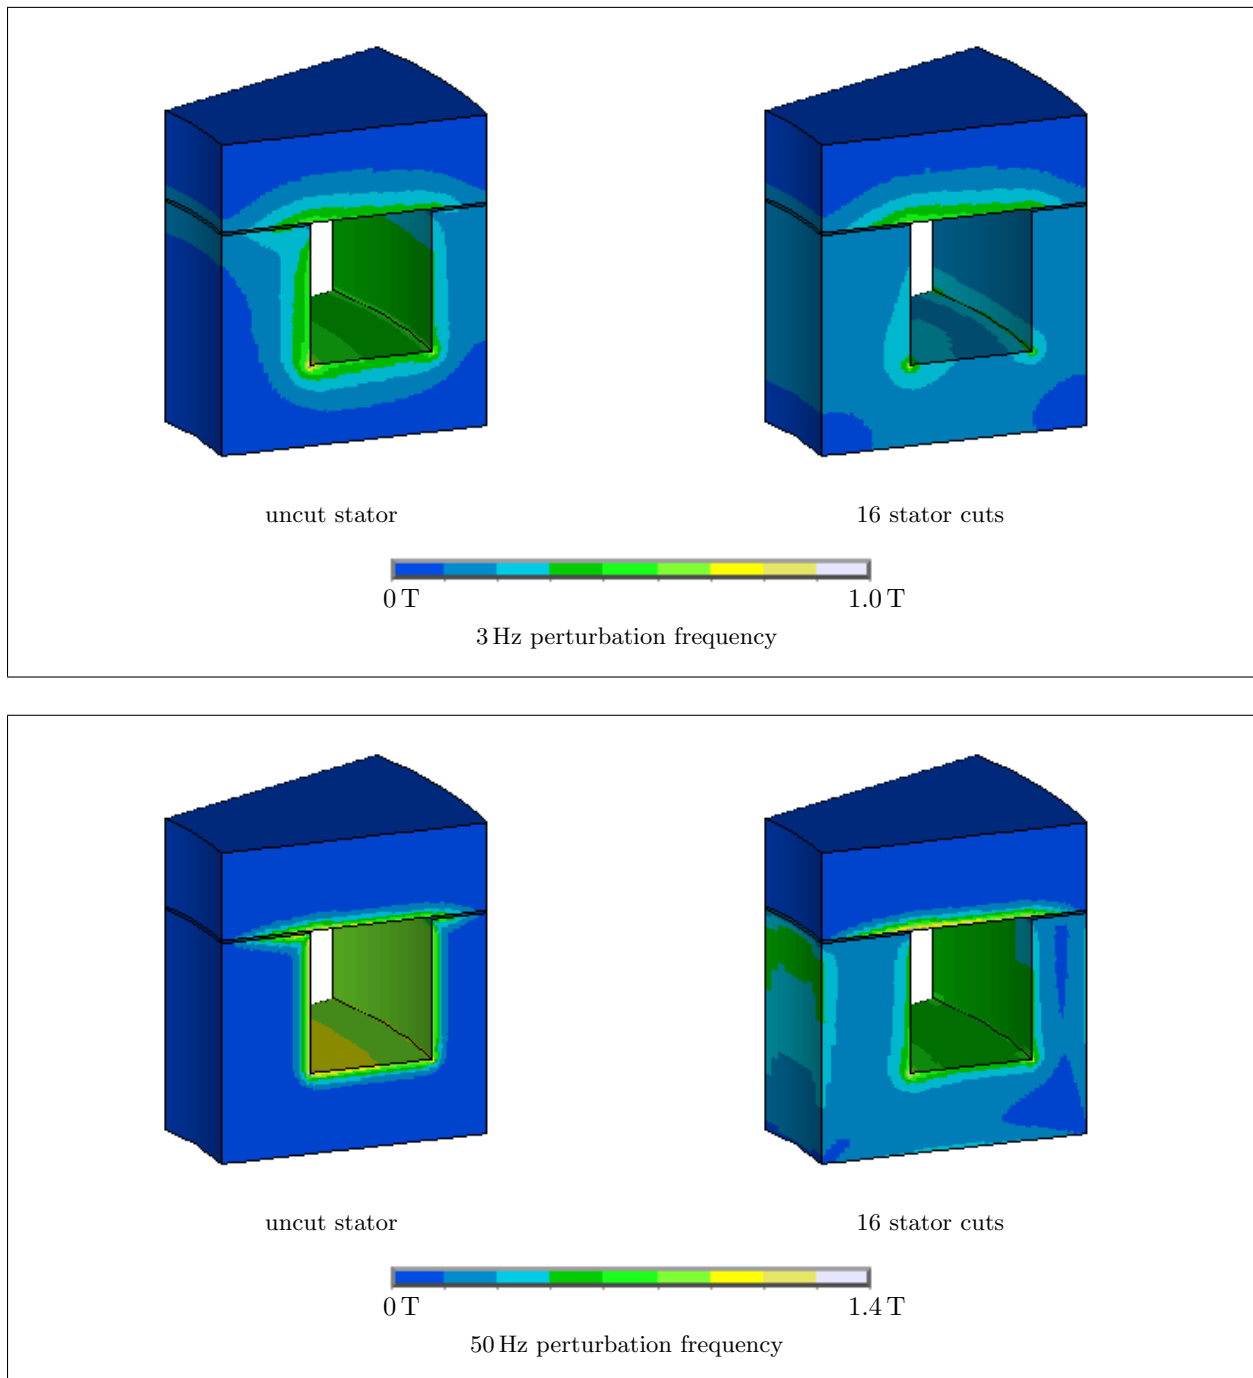 uncut stator 16 stator cuts
0 T 1.0 T
3 Hz perturbation frequency
uncut stator 16 stator cuts
0 T 1.4 T
50 Hz perturbation frequency